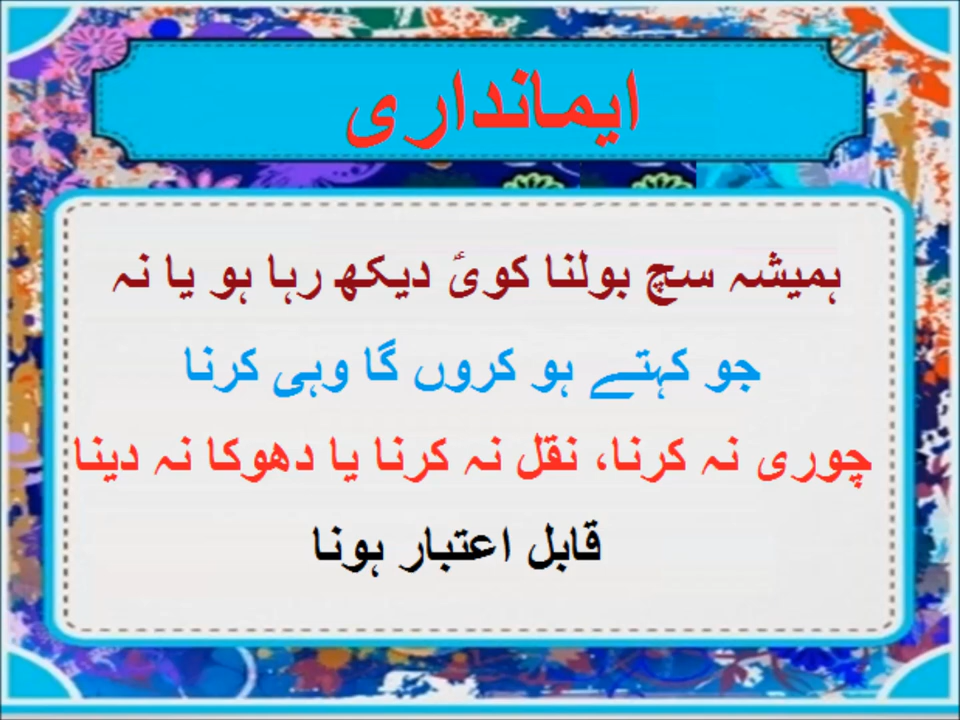 ایمانداری
ہمیشہ سچ بولنا کوئ دیکھ رہا ہو یا نہ
جو کہتے ہو کروں گا وہی کرنا
چوری نہ کرنا، نقل نہ کرنا یا دھوکا نہ دینا
قابل اعتبار ہونا